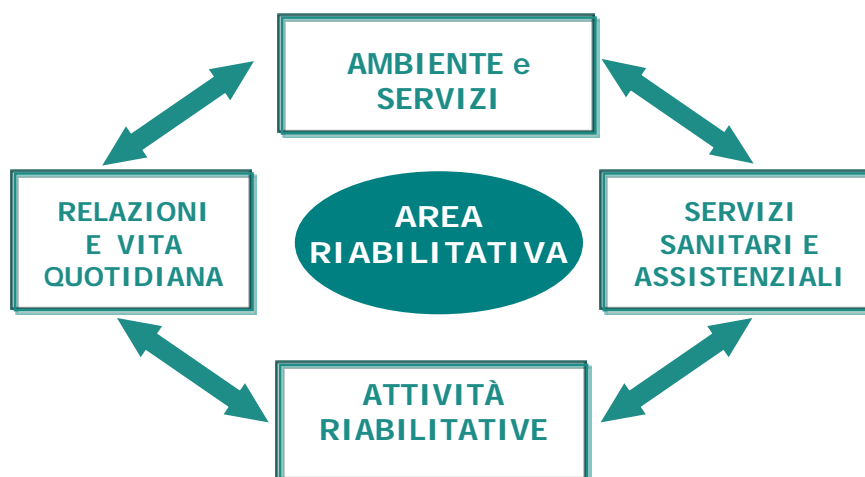 AMBIENTE e
SERVIZI
RELAZIONI
E VITA
QUOTIDIANA
AREA
RIABILITATIVA
SERVIZI
SANITARI E
ASSISTENZIALI
ATTIVITÀ
RIABILITATIVE